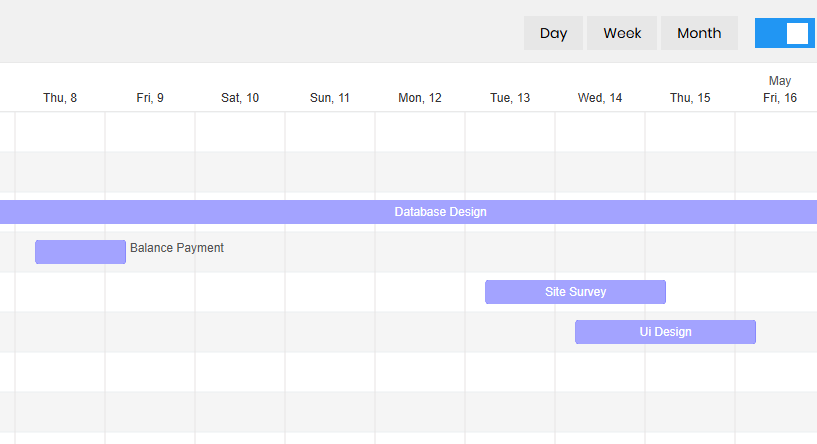 Day Week Month
May
Thu, 8 Fri, 9 Sat, 10 Sun, 11 Mon, 12 Tue, 13 Wed, 14 Thu, 15 Fri, 16
Database Design
Balance Payment
Site Survey
Ui Design